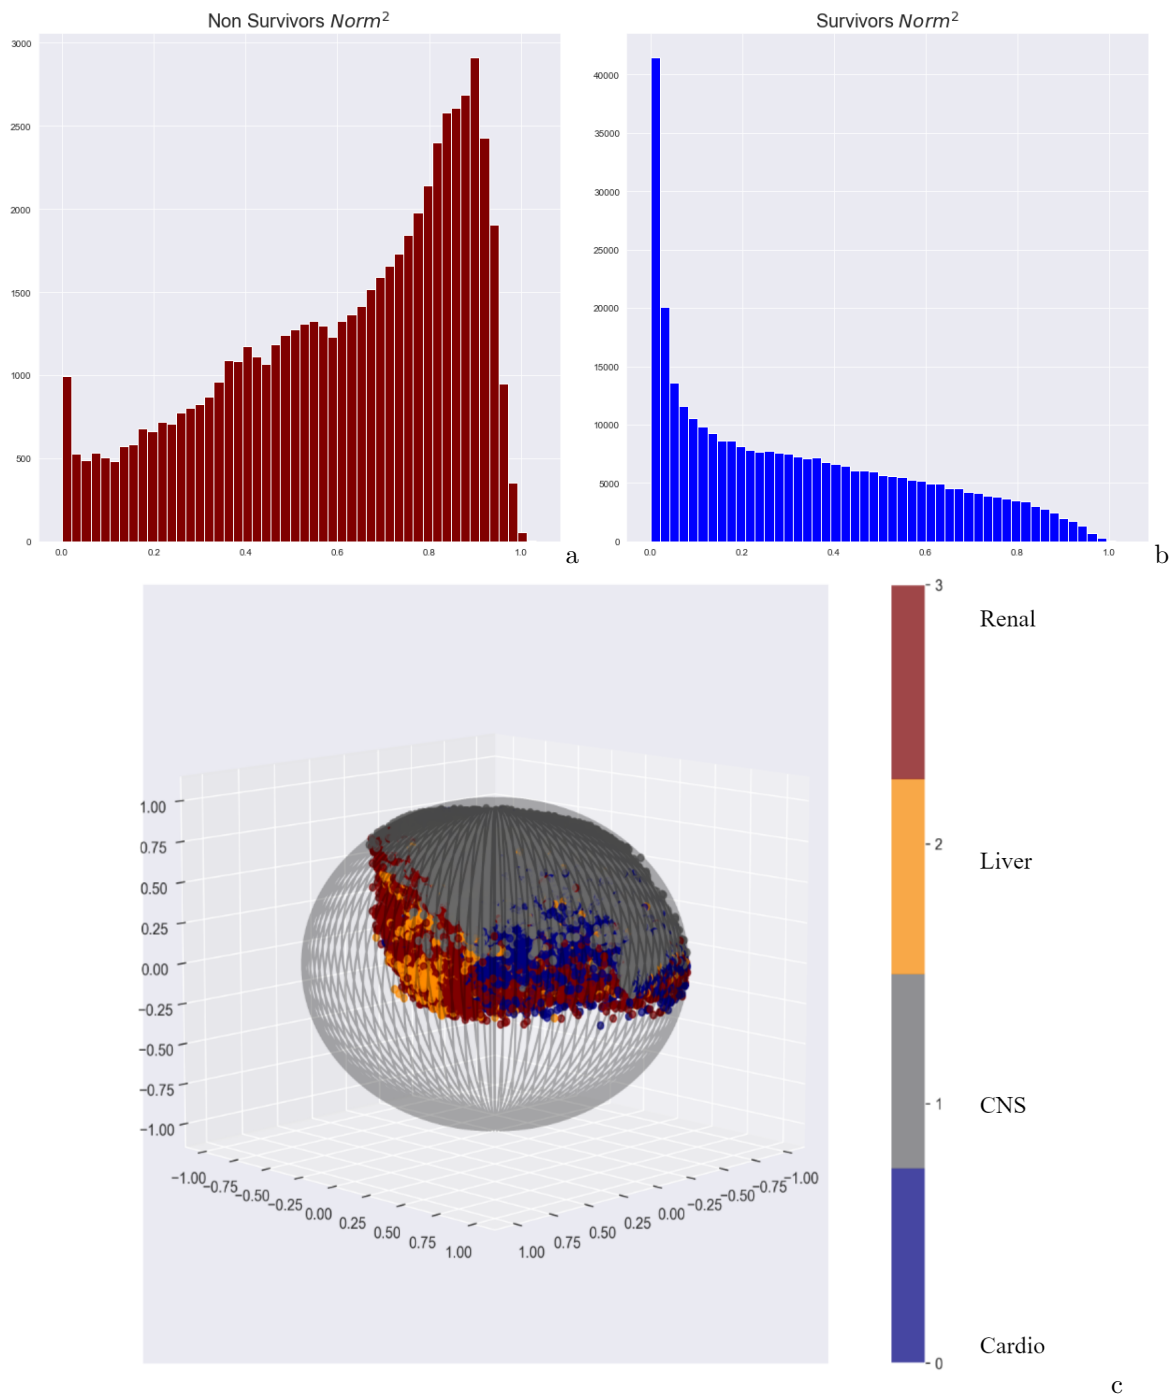 Non Survivors Norm²
3000
2500
2000
1500
1000
500
0
0.0 0.2 0.4 0.6 0.8 1.0
a
Survivors Norm²
40000
35000
30000
25000
20000
15000
10000
5000
0
0.0 0.2 0.4 0.6 0.8 1.0
b
1.00
0.75
0.50
0.25
0.00
−0.25
−0.50
−0.75
−1.00
−1.00 −0.75 −0.50 −0.25 0.00 0.25 0.50 0.75 1.00
1.00 0.75 0.50 0.25 0.00 −0.25 −0.50 −0.75 −1.00
3
Renal
2
Liver
1
CNS
Cardio
0
c